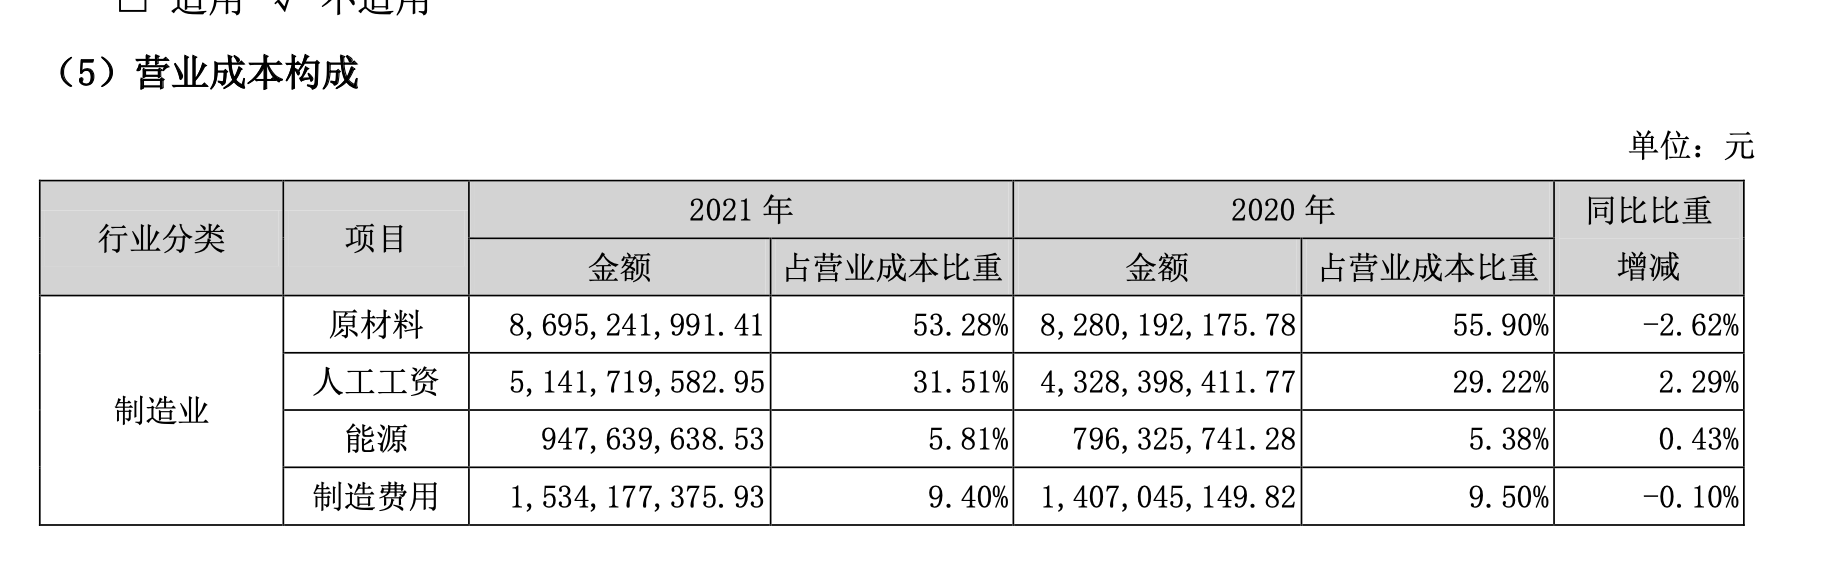 □ 适用 √ 不适用
（5）营业成本构成
单位：元
行业分类 项目 2021 年 2020 年 同比比重增减
金额 占营业成本比重 金额 占营业成本比重
制造业
原材料 8,695,241,991.41 53.28% 8,280,192,175.78 55.90% -2.62%
人工工资 5,141,719,582.95 31.51% 4,328,398,411.77 29.22% 2.29%
能源 947,639,638.53 5.81% 796,325,741.28 5.38% 0.43%
制造费用 1,534,177,375.93 9.40% 1,407,045,149.82 9.50% -0.10%